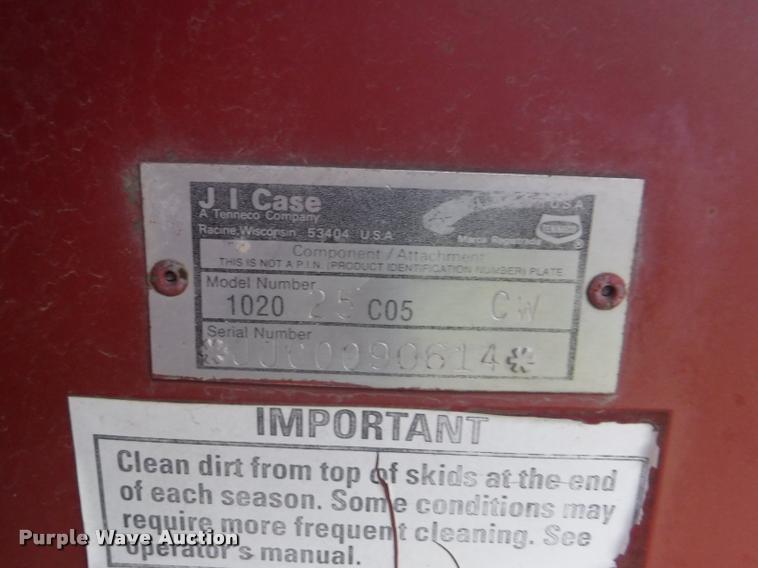 J I Case
A Tenneco Company
Racine, Wisconsin 53404 U.S.A.
U S A
TENNECO
Marca Registrada ®
Component / Attachment
THIS IS NOT A P.I.N. (PRODUCT IDENTIFICATION NUMBER) PLATE
Model Number
1020 25 C05 CW
Serial Number
*JJC0090614*
IMPORTANT
Clean dirt from top of skids at the end
of each season. Some conditions may
require more frequent cleaning. See
operator's manual.
Purple Wave Auction